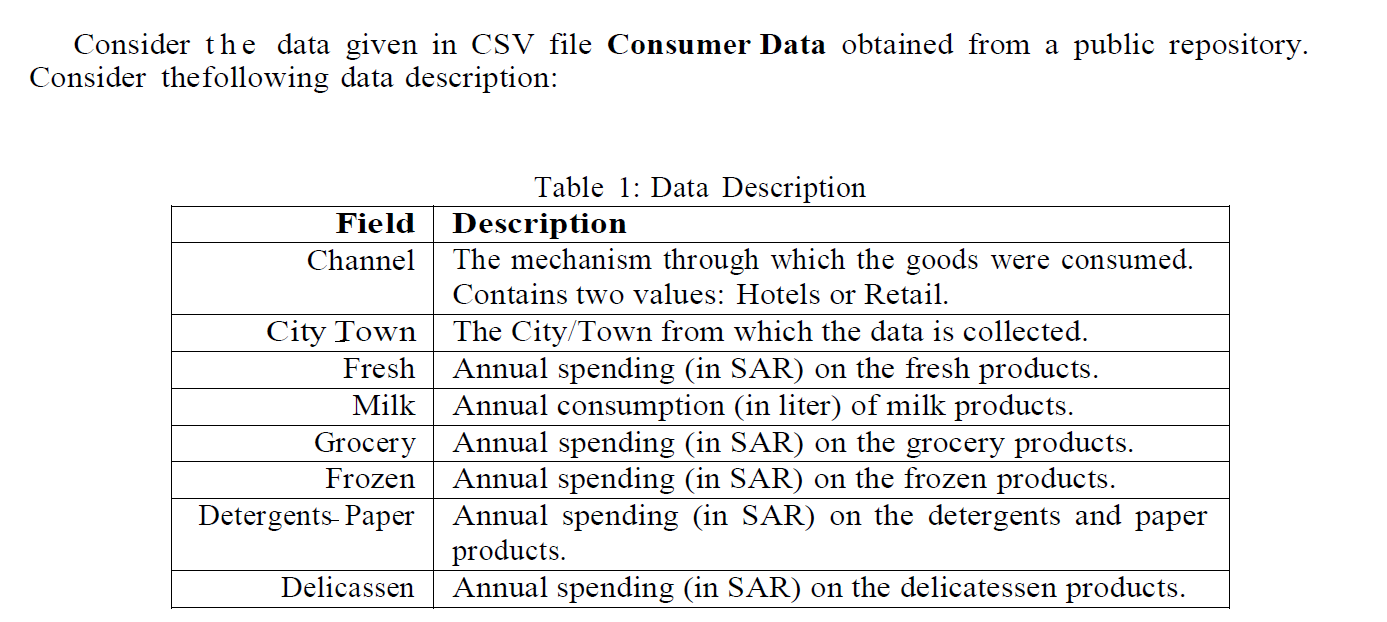 Consider the data given in CSV file Consumer Data obtained from a public repository.
Consider thefollowing data description:
Table 1: Data Description
Field Description
Channel The mechanism through which the goods were consumed.
Contains two values: Hotels or Retail.
City Town The City/Town from which the data is collected.
Fresh Annual spending (in SAR) on the fresh products.
Milk Annual consumption (in liter) of milk products.
Grocery Annual spending (in SAR) on the grocery products.
Frozen Annual spending (in SAR) on the frozen products.
Detergents-Paper Annual spending (in SAR) on the detergents and paper
products.
Delicassen Annual spending (in SAR) on the delicatessen products.